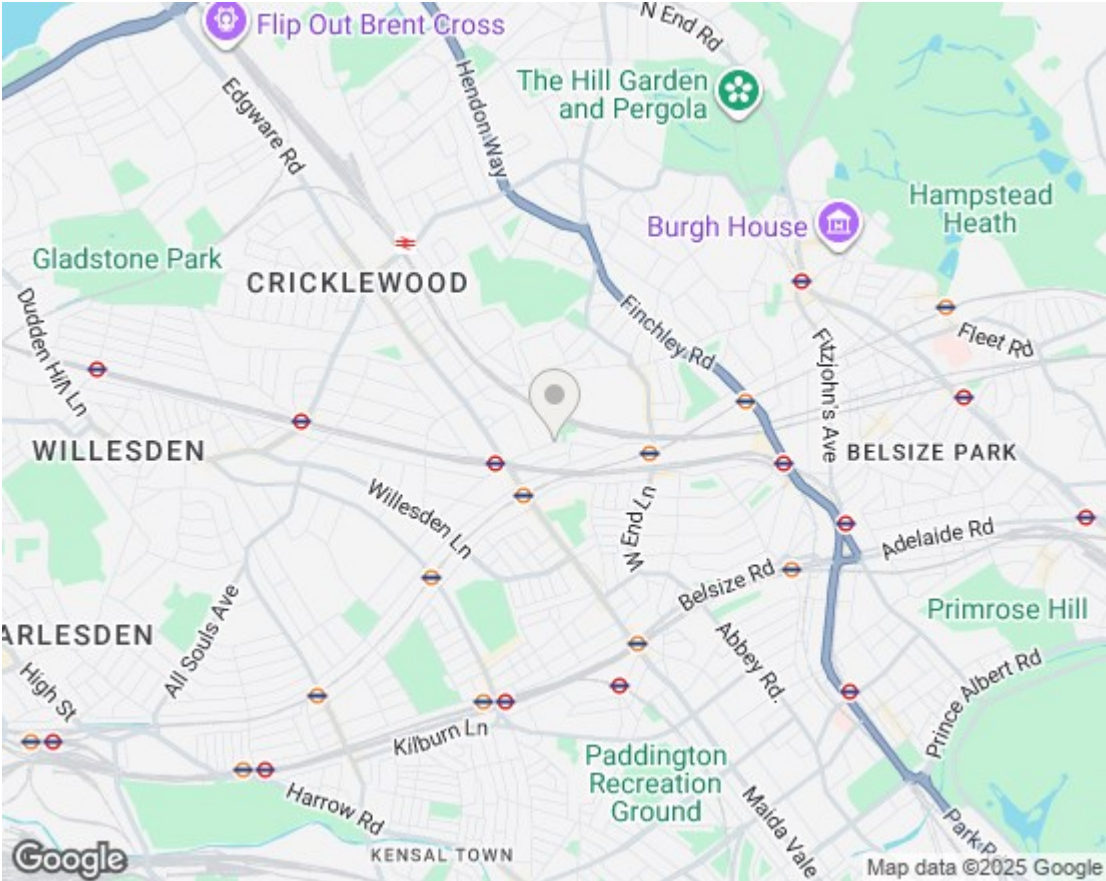 Flip Out Brent Cross
N End Rd
The Hill Garden
and Pergola
Hendon Way
Edgware Rd
Hampstead
Heath
Burgh House
Gladstone Park
CRICKLEWOOD
Dudden Hill Ln
Finchley Rd
Fitzjohn's Ave
Fleet Rd
WILLESDEN
BELSIZE PARK
Willesden Ln
W End Ln
Adelaide Rd
Belsize Rd
Primrose Hill
ARLESDEN
All Souls Ave
Abbey Rd.
High St
Prince Albert Rd
Kilburn Ln
Paddington
Recreation
Ground
Harrow Rd
Maida Vale
Park
KENSAL TOWN
Google
Map data ©2025 Google